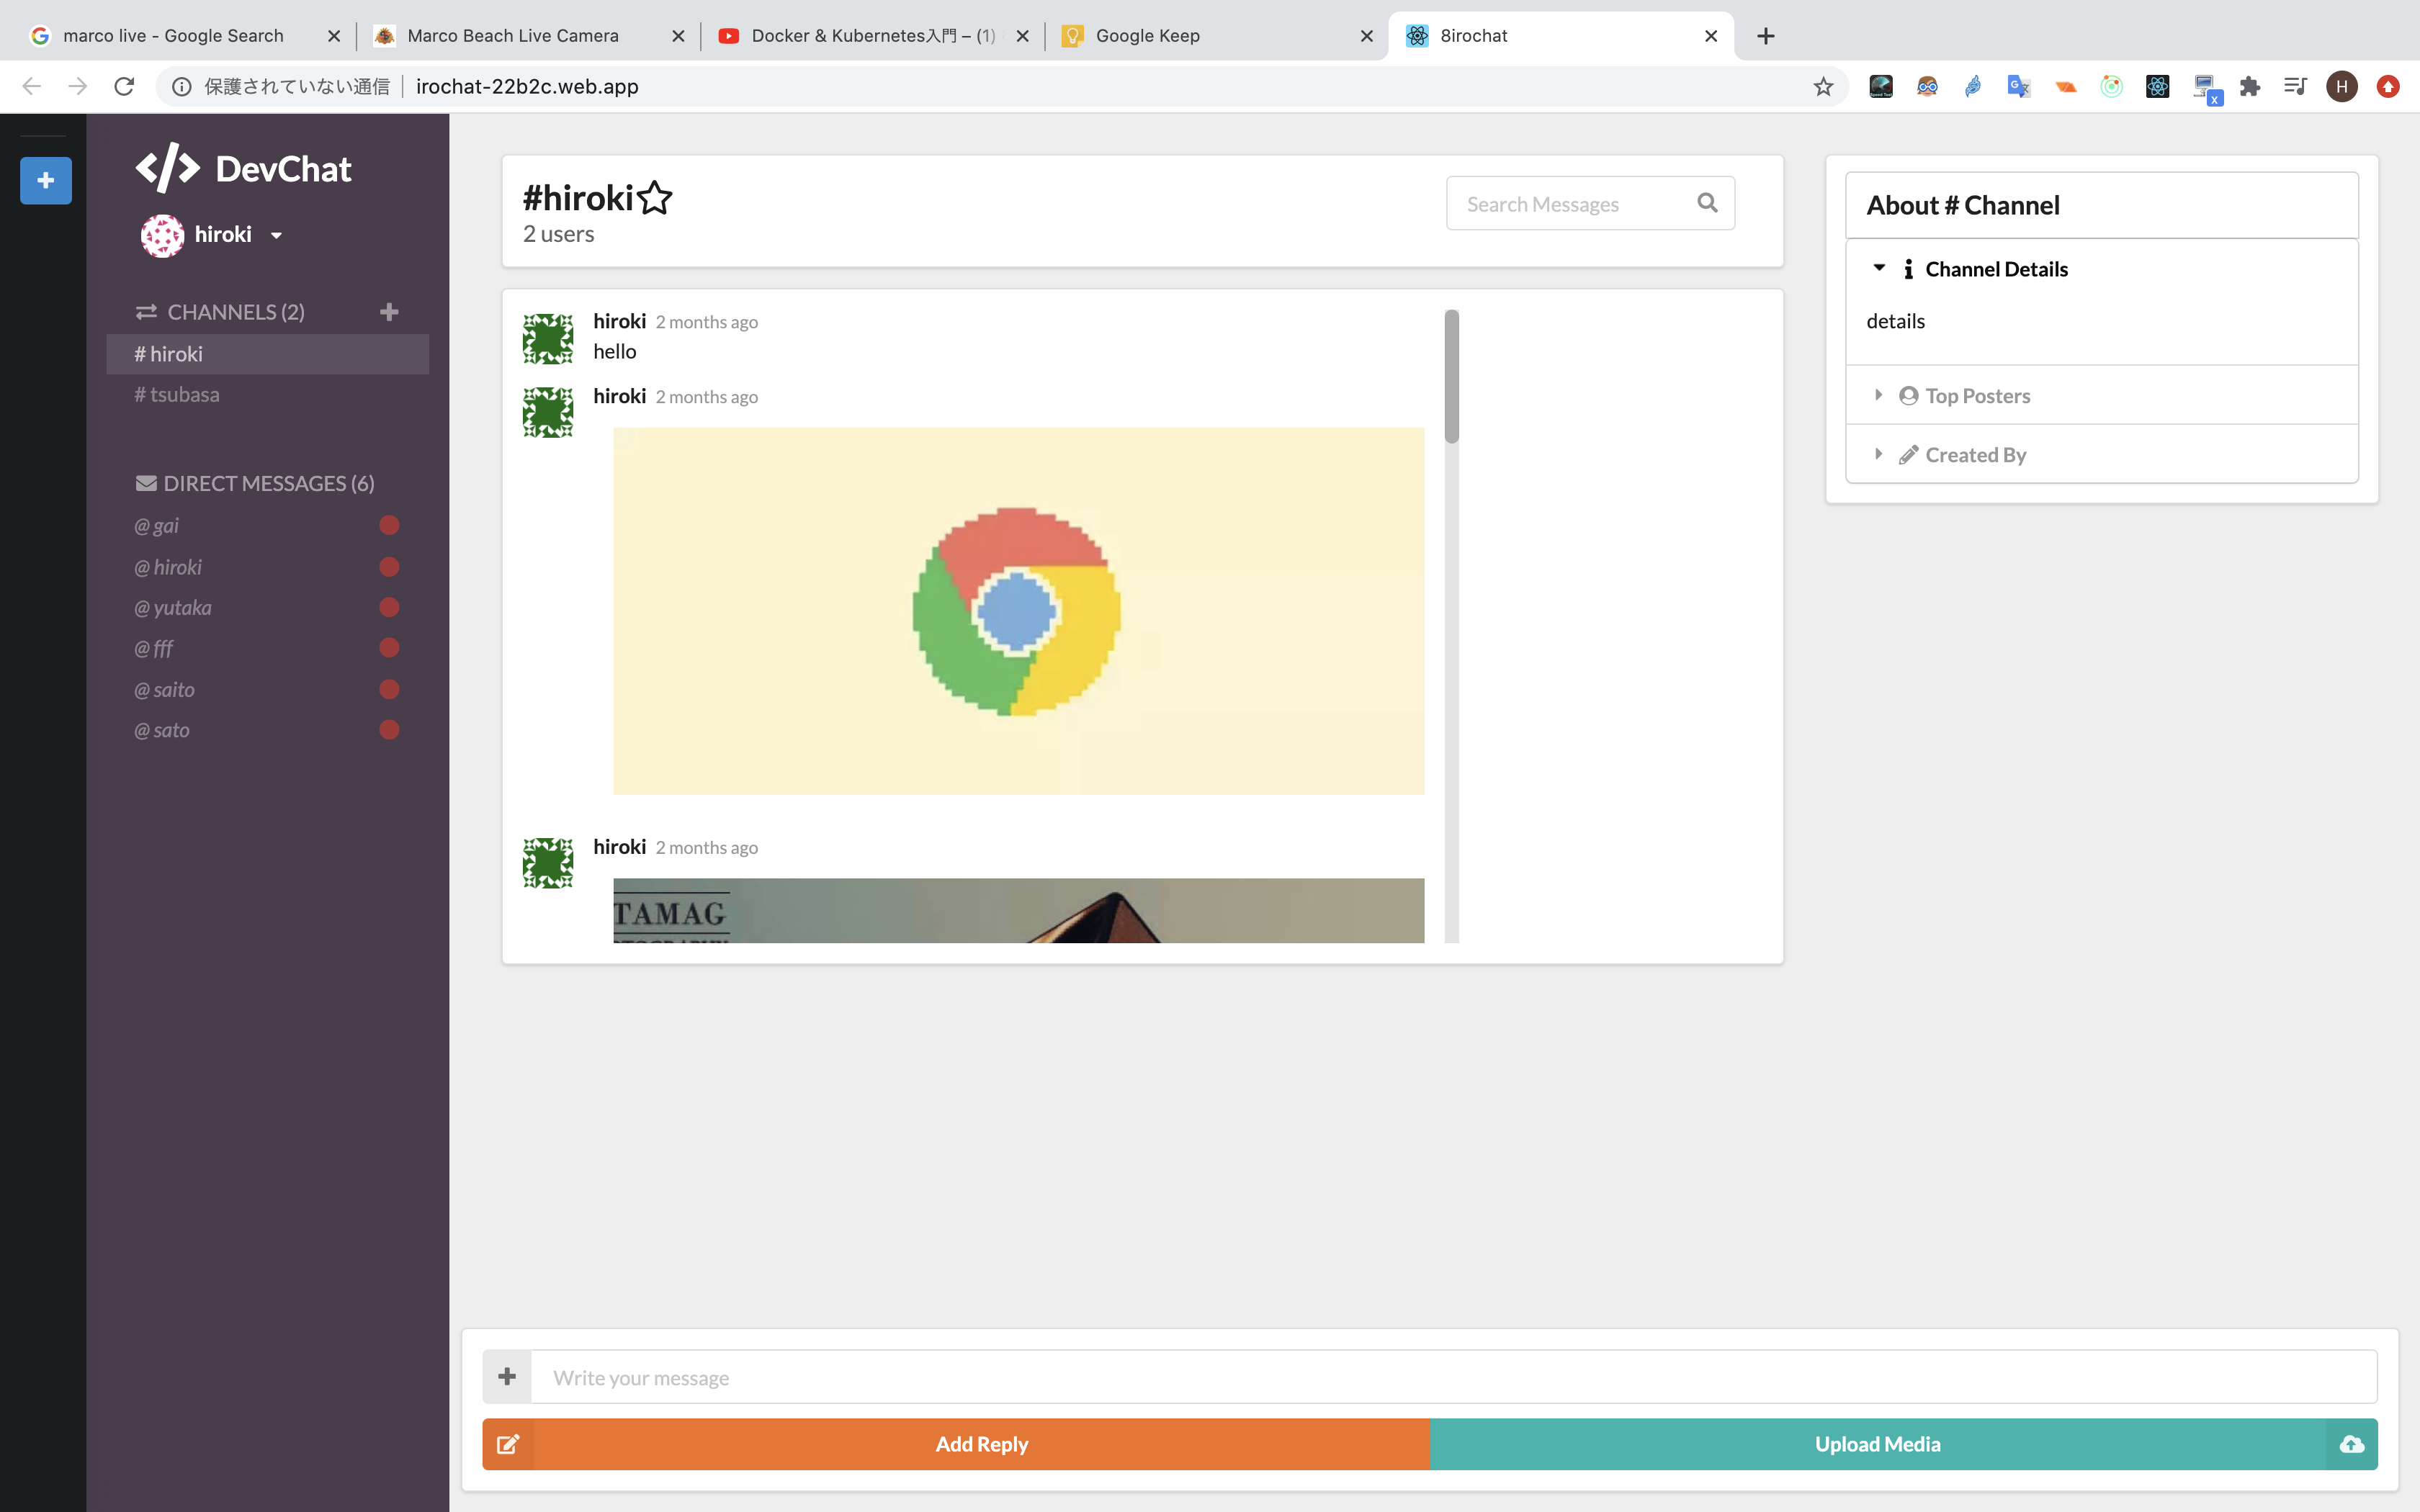 marco live - Google Search
Marco Beach Live Camera
Docker & Kubernetes入門 – (1)
Google Keep
8irochat
保護されていない通信
irochat-22b2c.web.app
H
DevChat
hiroki
CHANNELS (2)
# hiroki
# tsubasa
DIRECT MESSAGES (6)
@ gai
@ hiroki
@ yutaka
@ fff
@ saito
@ sato
#hiroki
2 users
Search Messages
hiroki 2 months ago
hello
hiroki 2 months ago
hiroki 2 months ago
TAMAG
About # Channel
Channel Details
details
Top Posters
Created By
Write your message
Add Reply
Upload Media